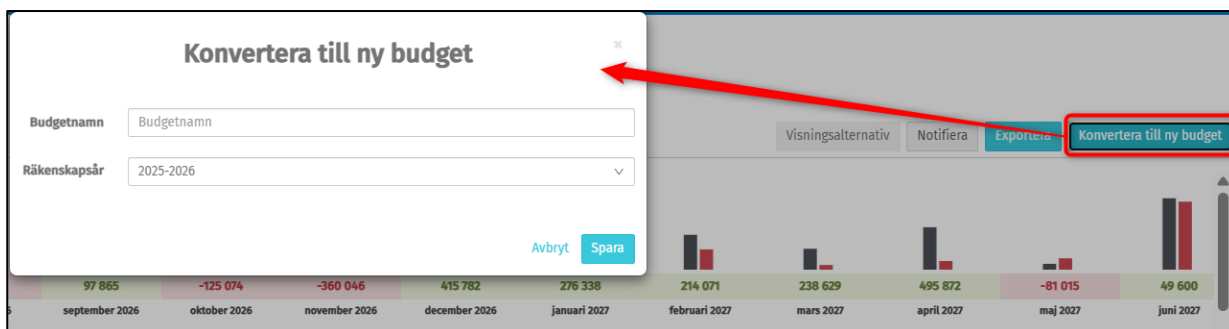 Konvertera till ny budget
×
Budgetnamn Budgetnamn
Räkenskapsår 2025-2026
Avbryt Spara
Visningsalternativ Notifiera Exportera Konvertera till ny budget
97 865 -125 074 -360 046 415 782 276 338 214 071 238 629 495 872 -81 015 49 600
september 2026 oktober 2026 november 2026 december 2026 januari 2027 februari 2027 mars 2027 april 2027 maj 2027 juni 2027